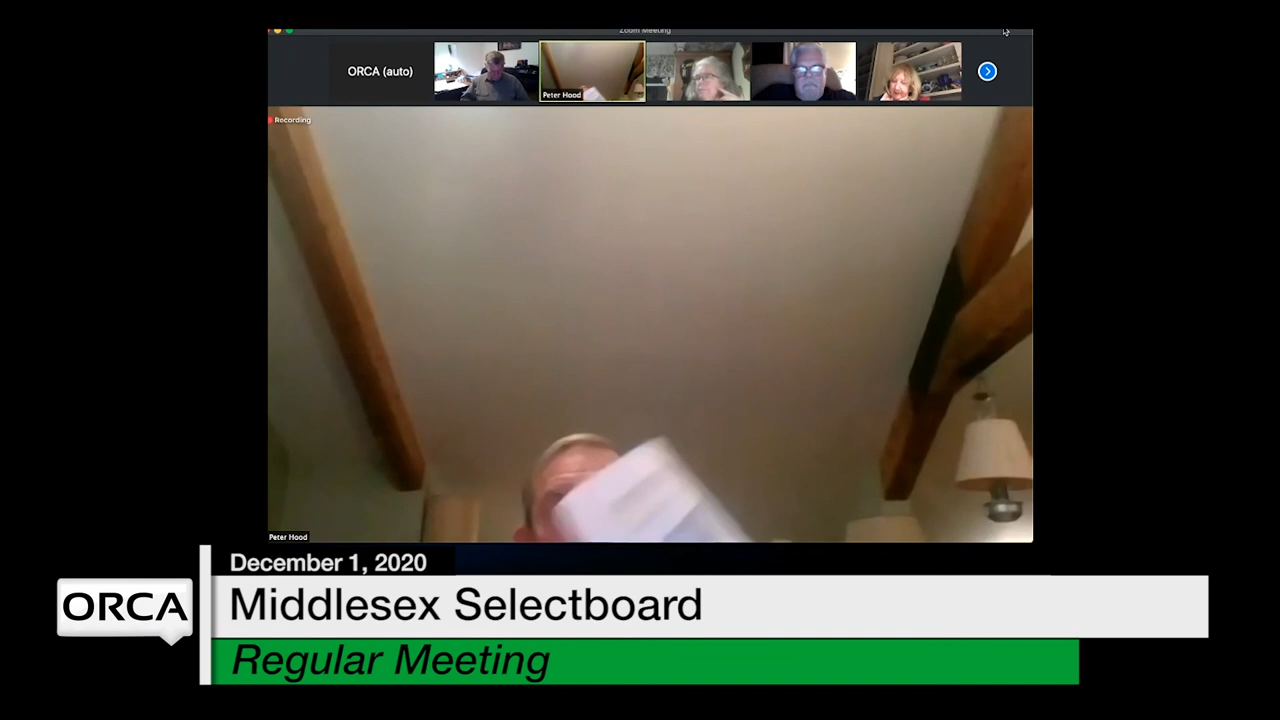 Zoom Meeting
ORCA (auto)
Peter Hood
Recording
Peter Hood
December 1, 2020
ORCA
Middlesex Selectboard
Regular Meeting